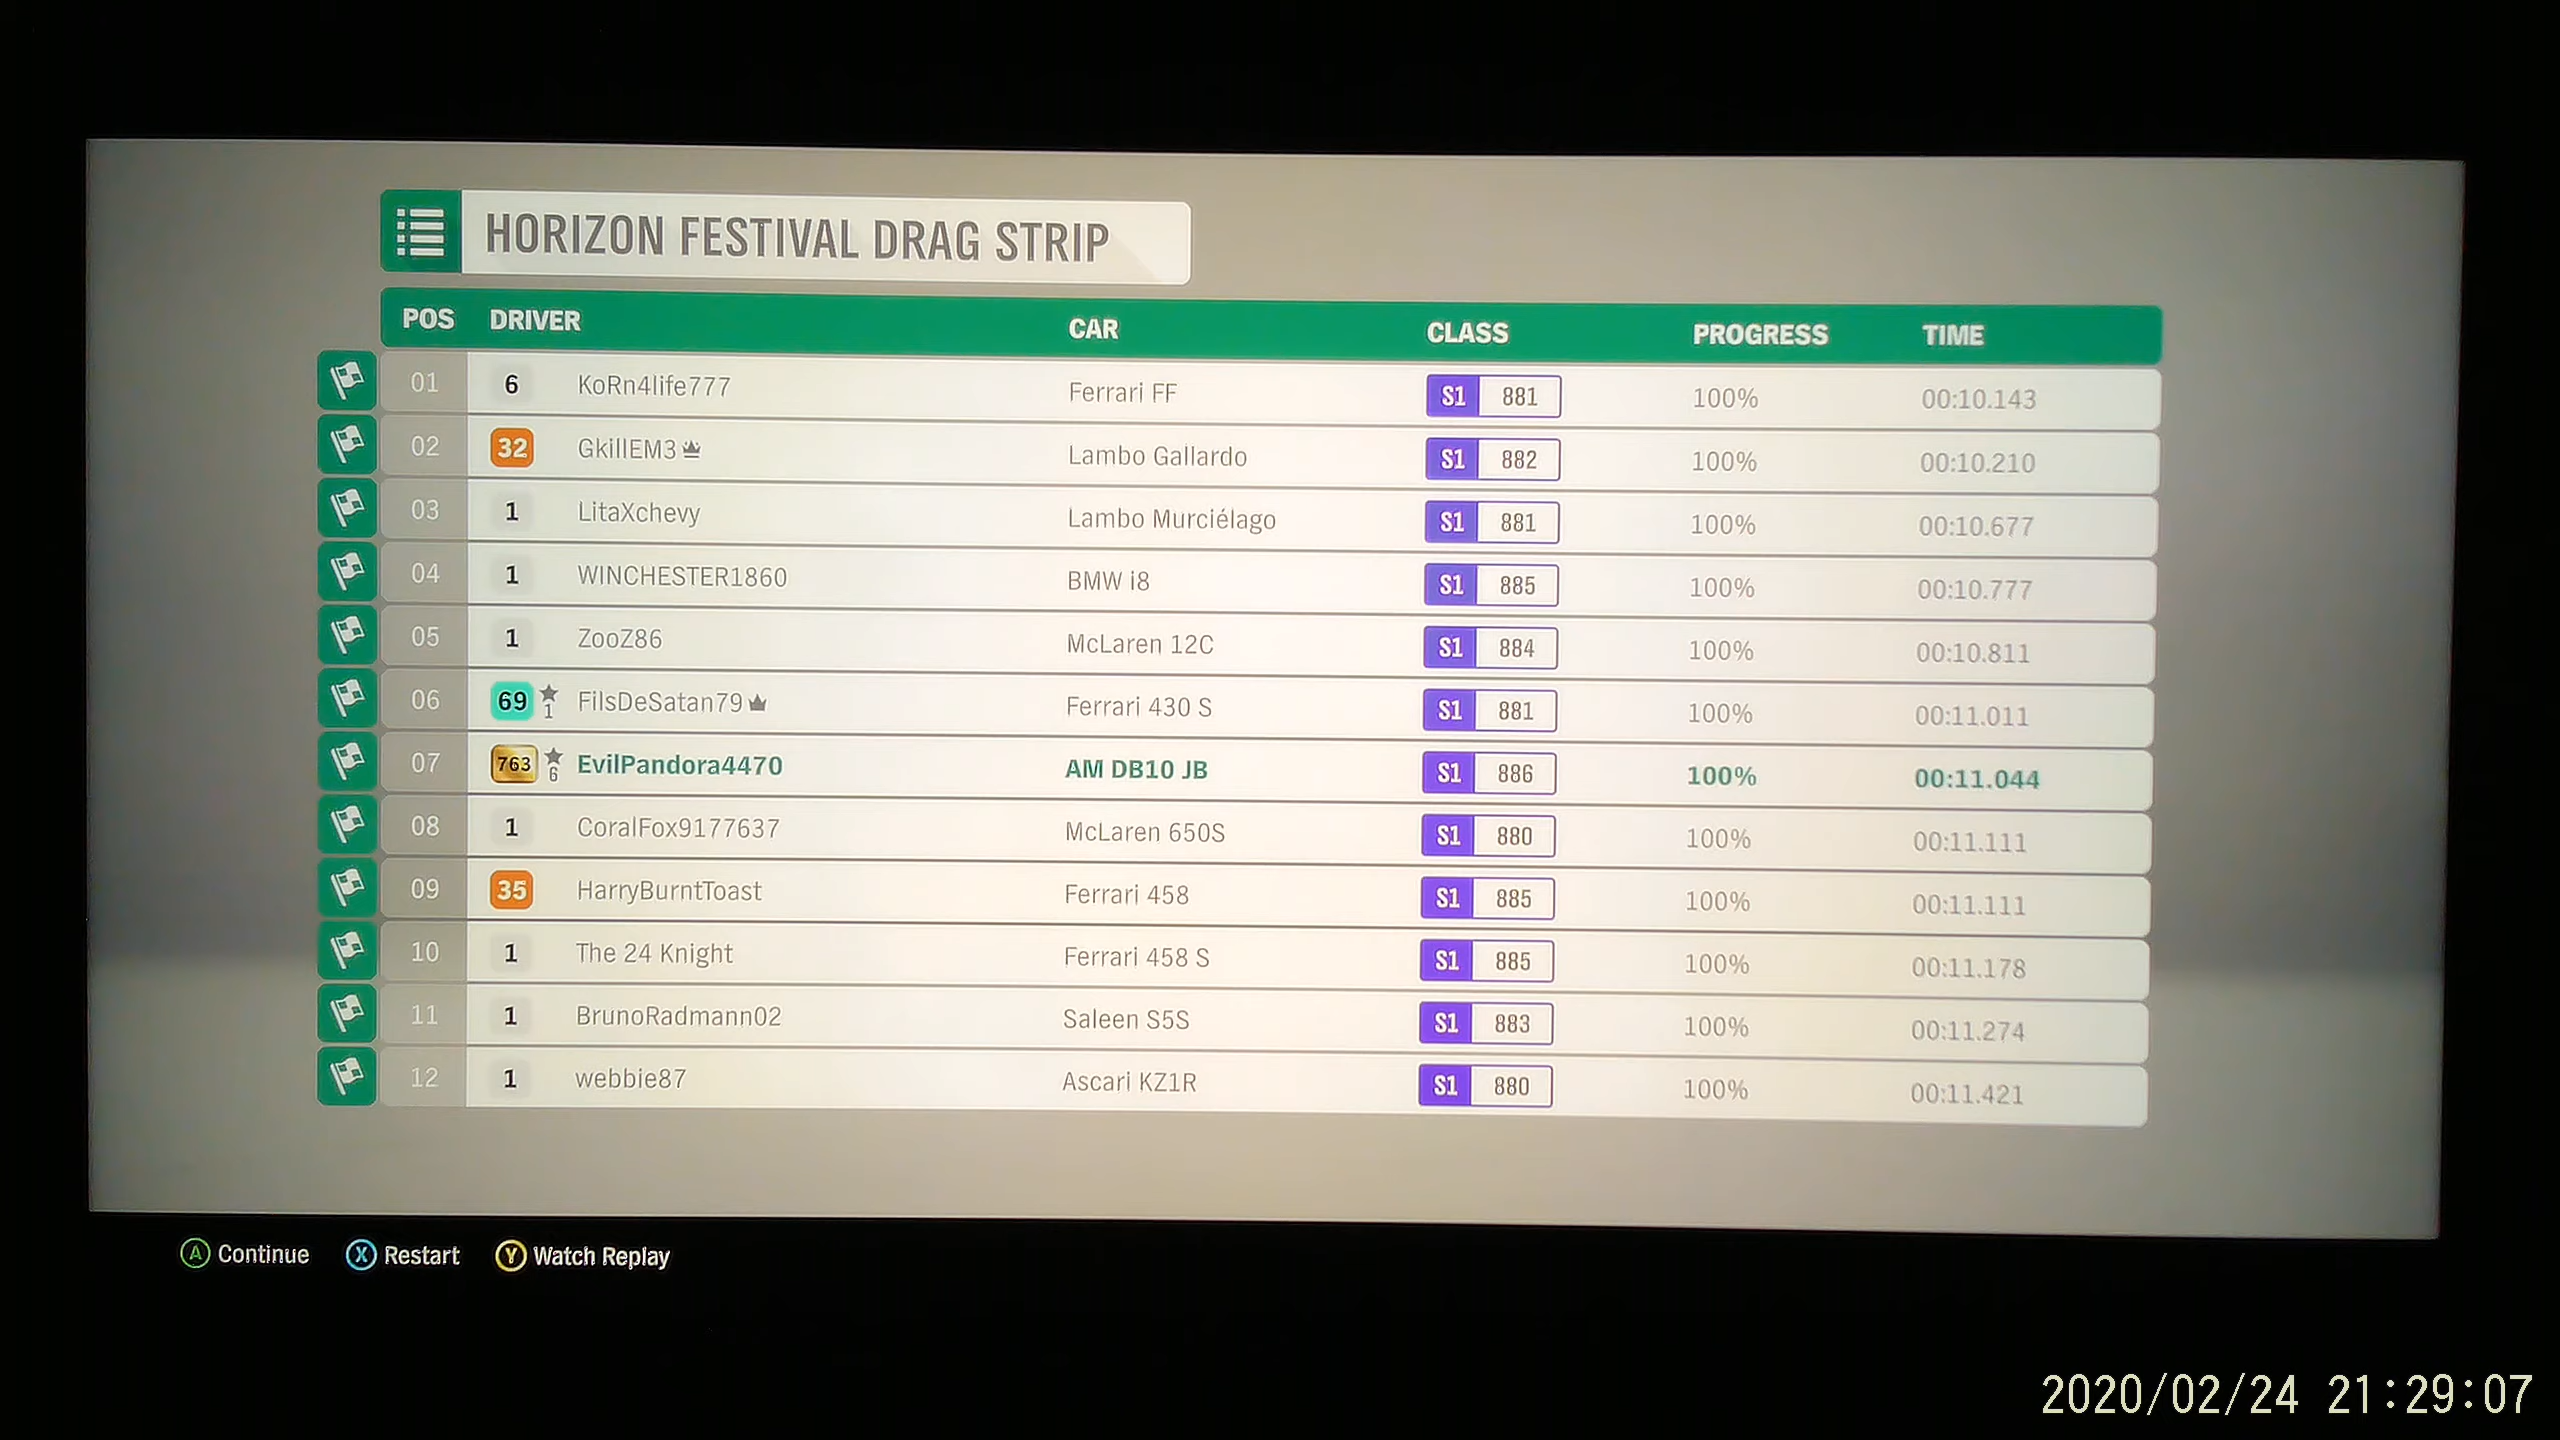 HORIZON FESTIVAL DRAG STRIP
POS DRIVER CAR CLASS PROGRESS TIME
01 6 KoRn4life777 Ferrari FF S1 881 100% 00:10.143
02 32 GkillEM3 Lambo Gallardo S1 882 100% 00:10.210
03 1 LitaXchevy Lambo Murciélago S1 881 100% 00:10.677
04 1 WINCHESTER1860 BMW i8 S1 885 100% 00:10.777
05 1 ZooZ86 McLaren 12C S1 884 100% 00:10.811
06 69 1 FilsDeSatan79 Ferrari 430 S S1 881 100% 00:11.011
07 763 6 EvilPandora4470 AM DB10 JB S1 886 100% 00:11.044
08 1 CoralFox9177637 McLaren 650S S1 880 100% 00:11.111
09 35 HarryBurntToast Ferrari 458 S1 885 100% 00:11.111
10 1 The 24 Knight Ferrari 458 S S1 885 100% 00:11.178
11 1 BrunoRadmann02 Saleen S5S S1 883 100% 00:11.274
12 1 webbie87 Ascari KZ1R S1 880 100% 00:11.421
A Continue X Restart Y Watch Replay
2020/02/24 21:29:07